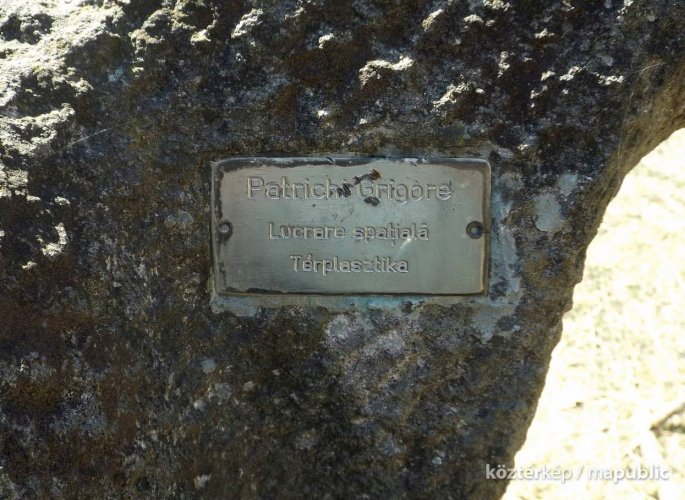 Patrichi Grigore
Lucrare spațială
Térplasztika
köztérkép / mapublic